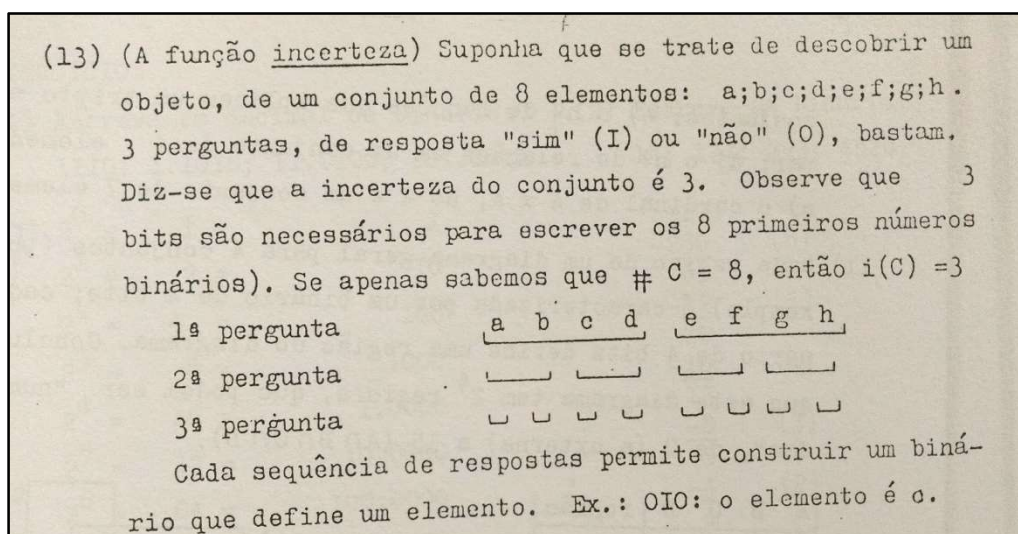 (13) (A função incerteza) Suponha que se trate de descobrir um
objeto, de um conjunto de 8 elementos: a;b;c;d;e;f;g;h.
3 perguntas, de resposta "sim" (I) ou "não" (O), bastam.
Diz-se que a incerteza do conjunto é 3. Observe que 3
bits são necessários para escrever os 8 primeiros números
binários). Se apenas sabemos que # C = 8, então i(C) =3
1ª pergunta a b c d e f g h
2ª pergunta
3ª pergunta
Cada sequência de respostas permite construir um biná-
rio que define um elemento. Ex.: OIO: o elemento é c.